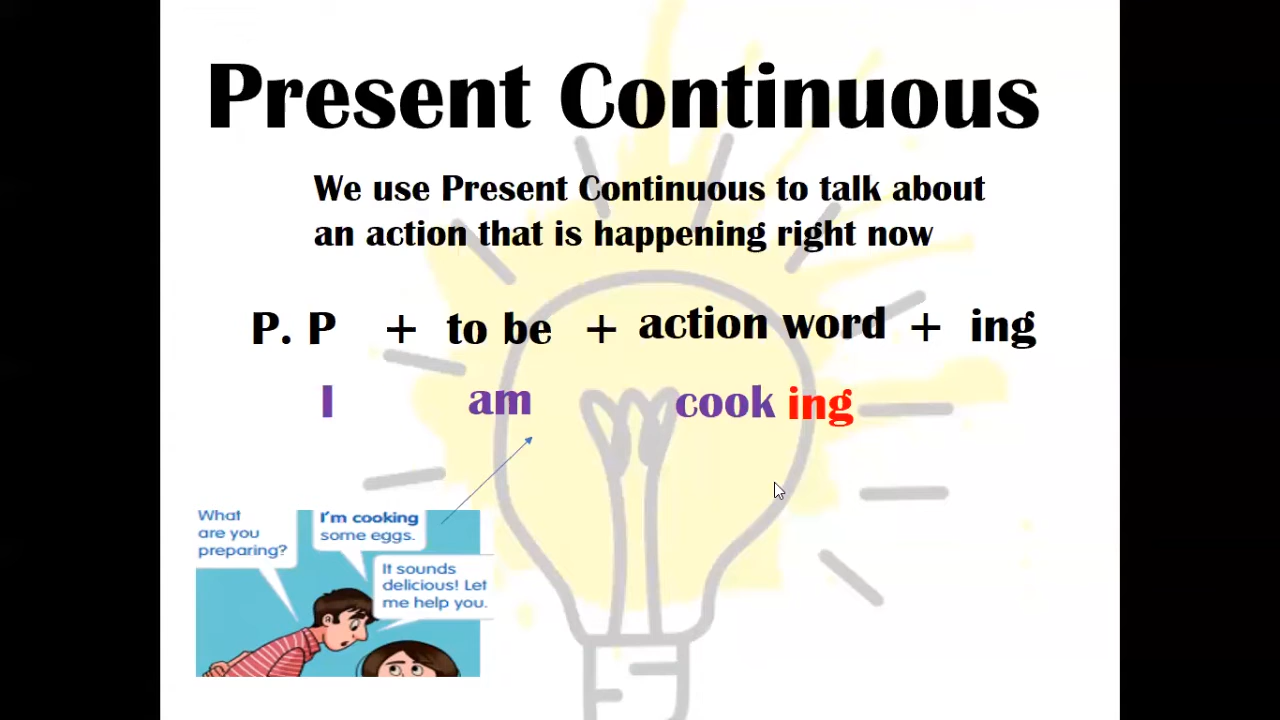 Present Continuous
We use Present Continuous to talk about
an action that is happening right now
P. P + to be + action word + ing
I am cook ing
What
are you
preparing?
I'm cooking
some eggs.
It sounds
delicious! Let
me help you.